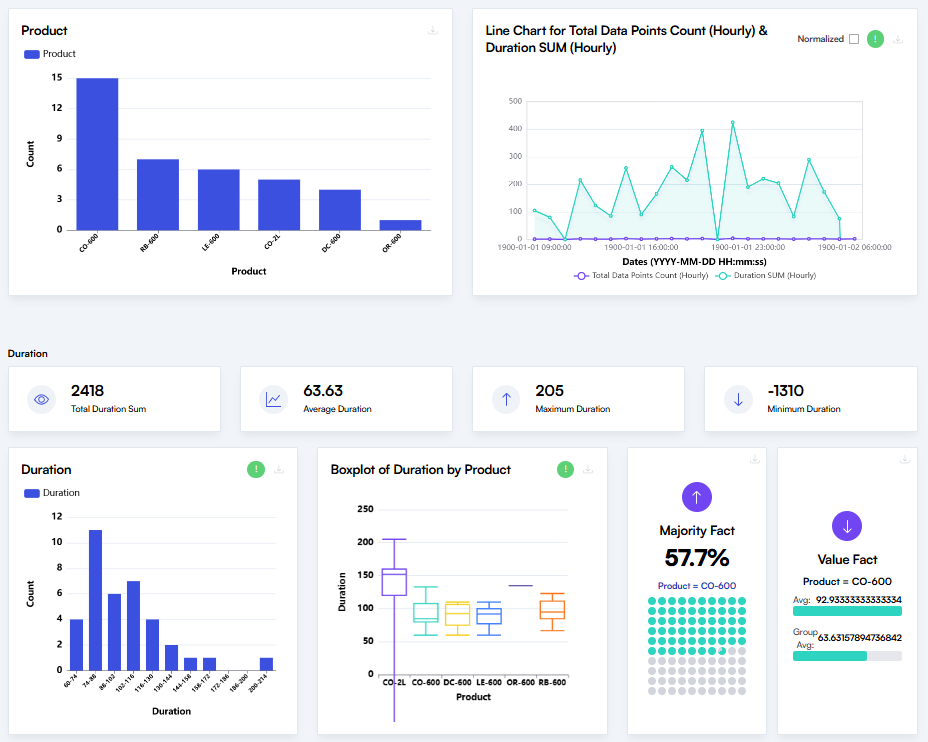 Product
Product
15
12
9
6
3
0
Count
CO-600
RB-600
LE-600
CO-2L
DC-600
OR-600
Product
Line Chart for Total Data Points Count (Hourly) &
Duration SUM (Hourly)
Normalized
!
500
400
300
200
100
0
1900-01-01 09:00:00
1900-01-01 16:00:00
1900-01-01 23:00:00
1900-01-02 06:00:00
Dates (YYYY-MM-DD HH:mm:ss)
Total Data Points Count (Hourly)
Duration SUM (Hourly)
Duration
2418
Total Duration Sum
63.63
Average Duration
205
Maximum Duration
-1310
Minimum Duration
Duration
!
Duration
12
10
8
6
4
2
0
Count
60-74
74-88
88-102
102-116
116-130
130-144
144-158
158-172
172-186
186-200
200-214
Duration
Boxplot of Duration by Product
!
250
200
150
100
50
0
Duration
CO-2L
CO-600
DC-600
LE-600
OR-600
RB-600
Product
Majority Fact
57.7%
Product = CO-600
Value Fact
Product = CO-600
Avg: 92.93333333333334
Group
Avg: 63.63157894736842